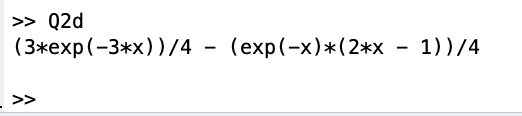 >> Q2d
(3*exp(-3*x))/4 - (exp(-x)*(2*x - 1))/4
>>